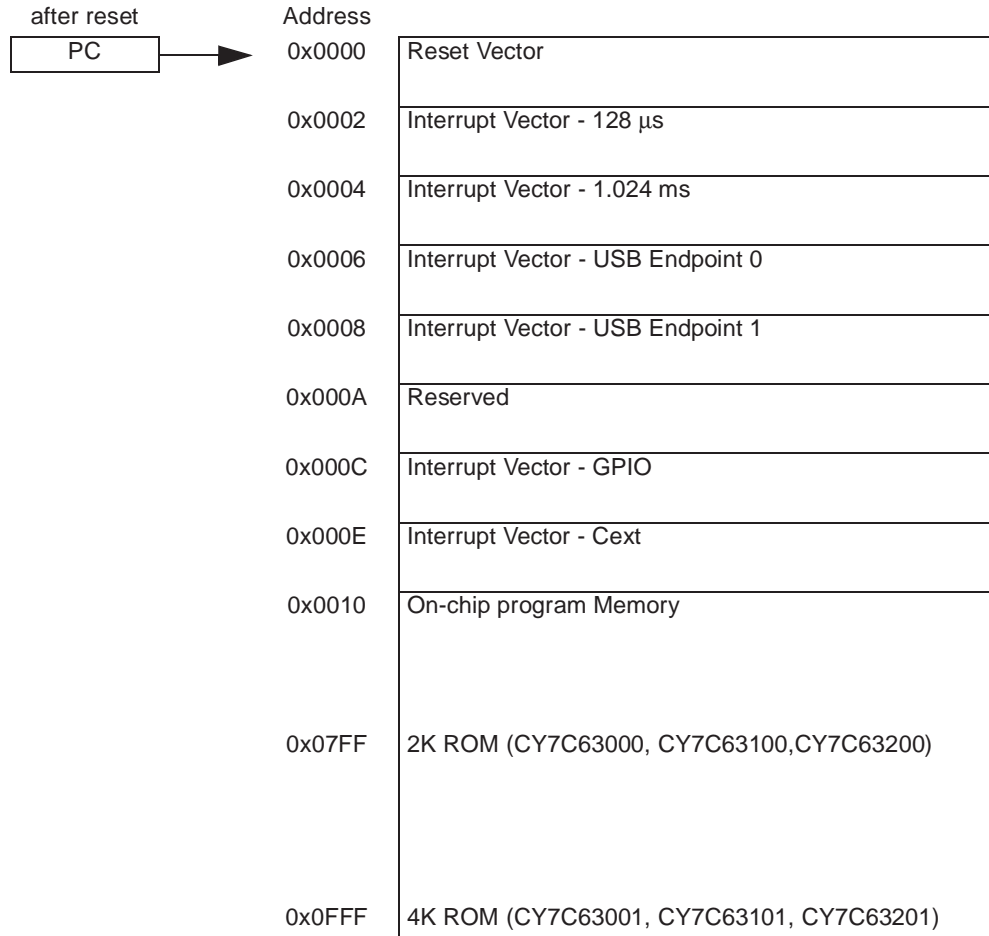 after reset Address
PC 0x0000 Reset Vector
0x0002 Interrupt Vector - 128 µs
0x0004 Interrupt Vector - 1.024 ms
0x0006 Interrupt Vector - USB Endpoint 0
0x0008 Interrupt Vector - USB Endpoint 1
0x000A Reserved
0x000C Interrupt Vector - GPIO
0x000E Interrupt Vector - Cext
0x0010 On-chip program Memory
0x07FF 2K ROM (CY7C63000, CY7C63100,CY7C63200)
0x0FFF 4K ROM (CY7C63001, CY7C63101, CY7C63201)